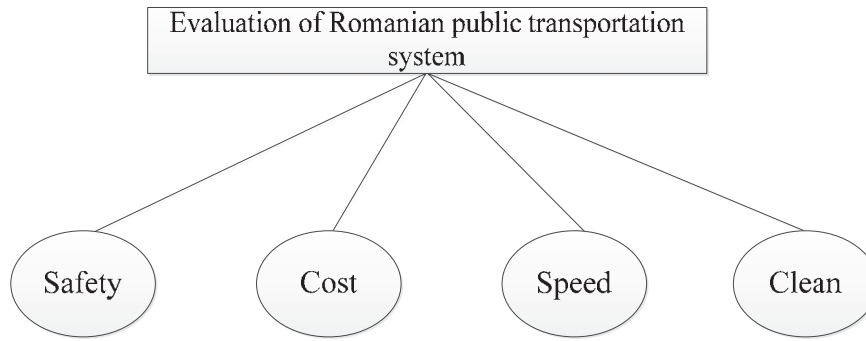 Evaluation of Romanian public transportation
system
Safety
Cost
Speed
Clean